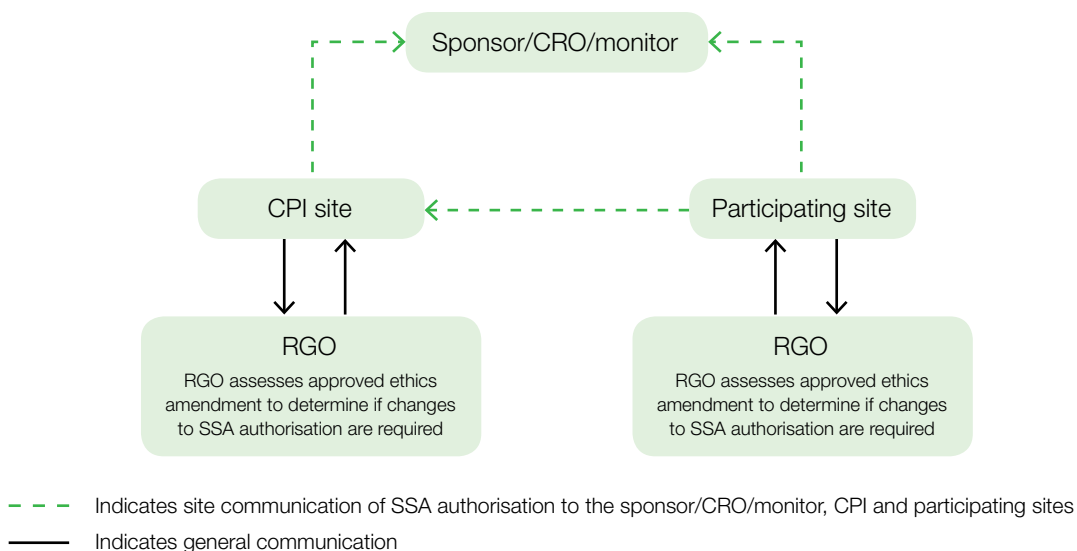 Sponsor/CRO/monitor
CPI site
Participating site
RGO
RGO assesses approved ethics
amendment to determine if changes
to SSA authorisation are required
RGO
RGO assesses approved ethics
amendment to determine if changes
to SSA authorisation are required
Indicates site communication of SSA authorisation to the sponsor/CRO/monitor, CPI and participating sites
Indicates general communication